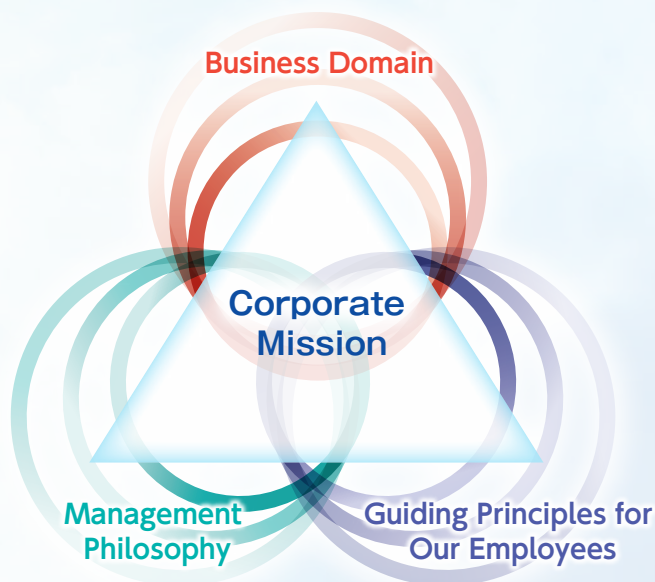 Business Domain
Corporate
Mission
Management
Philosophy
Guiding Principles for
Our Employees